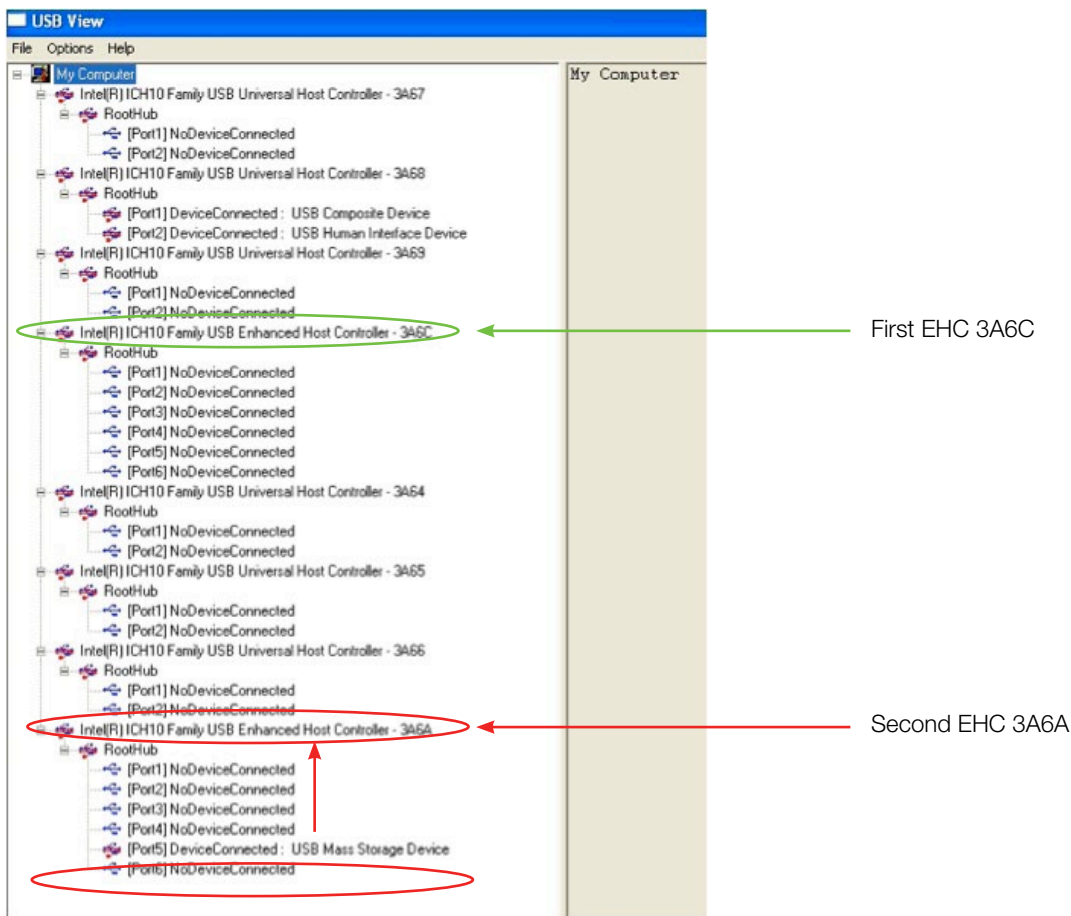 USB View
File Options Help
My Computer
Intel(R) ICH10 Family USB Universal Host Controller - 3A67
RootHub
[Port1] NoDeviceConnected
[Port2] NoDeviceConnected
Intel(R) ICH10 Family USB Universal Host Controller - 3A68
RootHub
[Port1] DeviceConnected : USB Composite Device
[Port2] DeviceConnected : USB Human Interface Device
Intel(R) ICH10 Family USB Universal Host Controller - 3A69
RootHub
[Port1] NoDeviceConnected
[Port2] NoDeviceConnected
Intel(R) ICH10 Family USB Enhanced Host Controller - 3A6C
RootHub
[Port1] NoDeviceConnected
[Port2] NoDeviceConnected
[Port3] NoDeviceConnected
[Port4] NoDeviceConnected
[Port5] NoDeviceConnected
[Port6] NoDeviceConnected
Intel(R) ICH10 Family USB Universal Host Controller - 3A64
RootHub
[Port1] NoDeviceConnected
[Port2] NoDeviceConnected
Intel(R) ICH10 Family USB Universal Host Controller - 3A65
RootHub
[Port1] NoDeviceConnected
[Port2] NoDeviceConnected
Intel(R) ICH10 Family USB Universal Host Controller - 3A66
RootHub
[Port1] NoDeviceConnected
[Port2] NoDeviceConnected
Intel(R) ICH10 Family USB Enhanced Host Controller - 3A6A
RootHub
[Port1] NoDeviceConnected
[Port2] NoDeviceConnected
[Port3] NoDeviceConnected
[Port4] NoDeviceConnected
[Port5] DeviceConnected : USB Mass Storage Device
[Port6] NoDeviceConnected
My Computer
First EHC 3A6C
Second EHC 3A6A